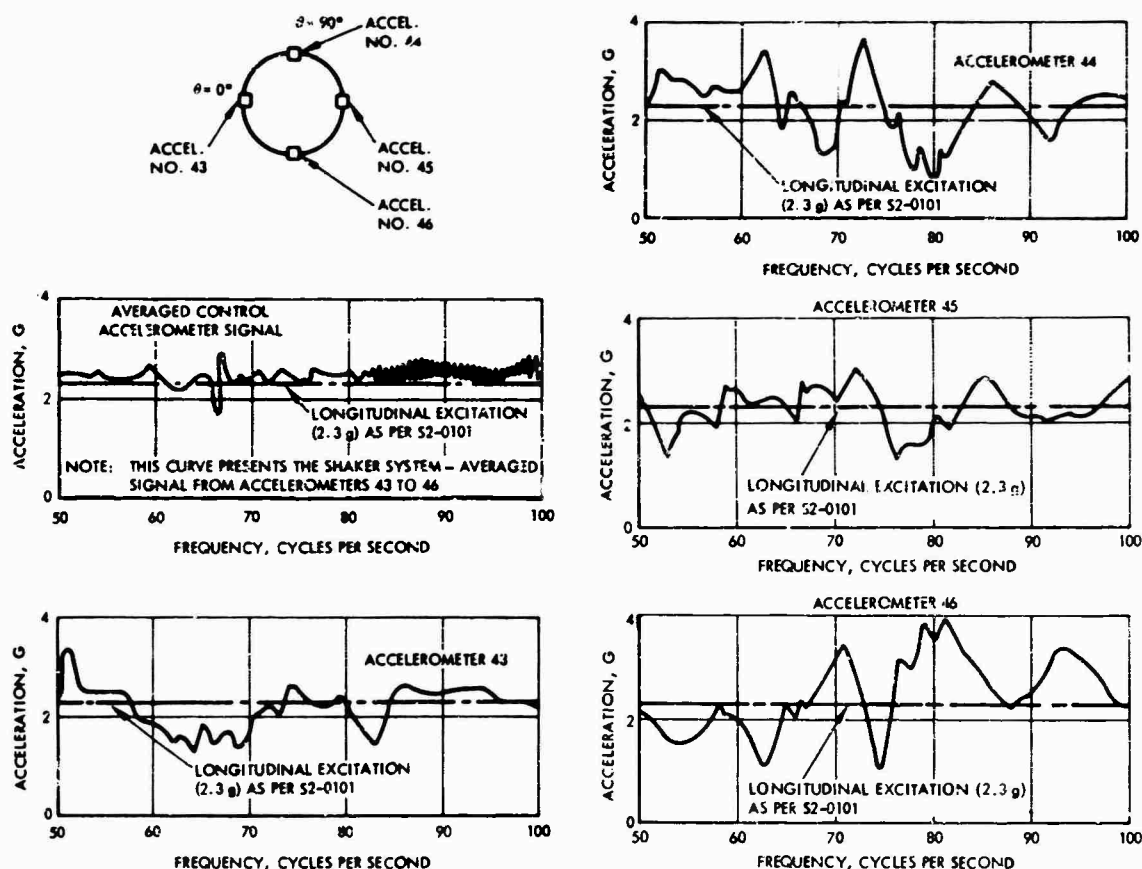 θ = 90°
ACCEL.
NO. 44
θ = 0°
ACCEL.
NO. 43
ACCEL.
NO. 45
ACCEL.
NO. 46
ACCELERATION, G
4
2
0
ACCELEROMETER 44
LONGITUDINAL EXCITATION
(2.3 g) AS PER S2-0101
50 60 70 80 90 100
FREQUENCY, CYCLES PER SECOND
ACCELERATION, G
4
2
0
AVERAGED CONTROL
ACCELEROMETER SIGNAL
LONGITUDINAL EXCITATION
(2.3 g) AS PER S2-0101
NOTE: THIS CURVE PRESENTS THE SHAKER SYSTEM – AVERAGED
SIGNAL FROM ACCELEROMETERS 43 TO 46
50 60 70 80 90 100
FREQUENCY, CYCLES PER SECOND
ACCELEROMETER 45
ACCELERATION, G
4
2
0
LONGITUDINAL EXCITATION (2.3 g)
AS PER S2-0101
50 60 70 80 90 100
FREQUENCY, CYCLES PER SECOND
ACCELERATION, G
4
2
0
ACCELEROMETER 43
LONGITUDINAL EXCITATION
(2.3 g) AS PER S2-0101
50 60 70 80 90 100
FREQUENCY, CYCLES PER SECOND
ACCELEROMETER 46
ACCELERATION, G
4
2
0
LONGITUDINAL EXCITATION (2.3 g)
AS PER S2-0101
50 60 70 80 90 100
FREQUENCY, CYCLES PER SECOND